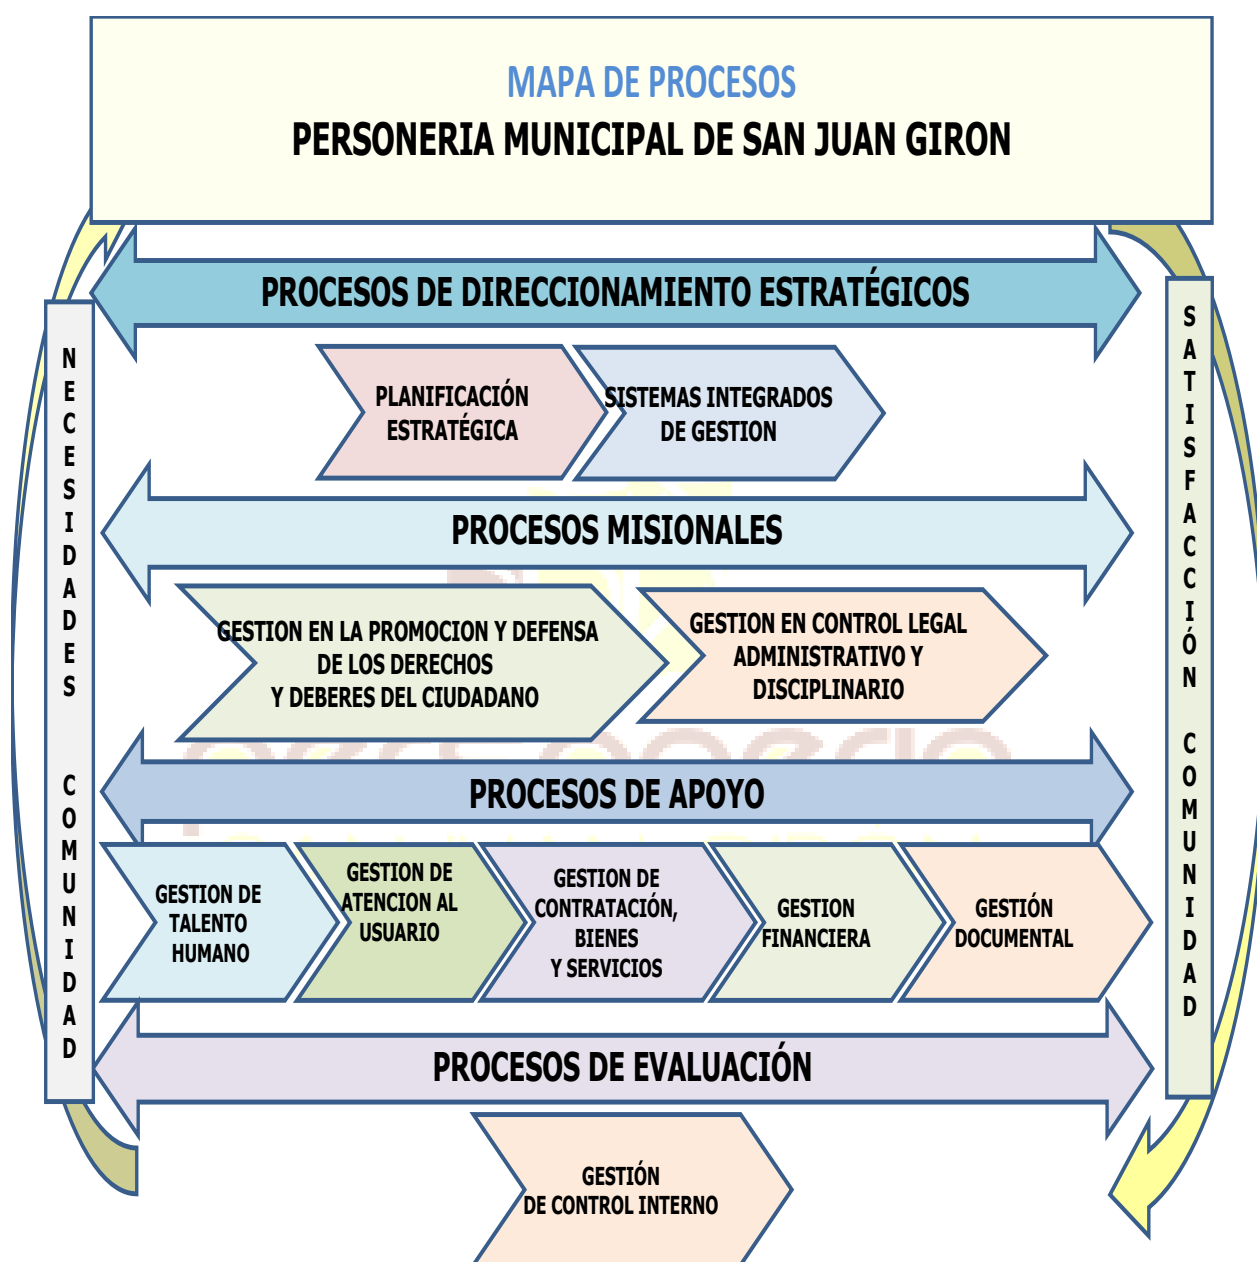 MAPA DE PROCESOS
PERSONERIA MUNICIPAL DE SAN JUAN GIRON
PROCESOS DE DIRECCIONAMIENTO ESTRATÉGICOS
NECESIDADES COMUNIDAD
SATISFACCIÓN COMUNIDAD
PLANIFICACIÓN
ESTRATÉGICA
SISTEMAS INTEGRADOS
DE GESTION
PROCESOS MISIONALES
GESTION EN LA PROMOCION Y DEFENSA
DE LOS DERECHOS
Y DEBERES DEL CIUDADANO
GESTION EN CONTROL LEGAL
ADMINISTRATIVO Y
DISCIPLINARIO
PROCESOS DE APOYO
GESTION DE
TALENTO
HUMANO
GESTION DE
ATENCION AL
USUARIO
GESTION DE
CONTRATACIÓN,
BIENES
Y SERVICIOS
GESTION
FINANCIERA
GESTIÓN
DOCUMENTAL
PROCESOS DE EVALUACIÓN
GESTIÓN
DE CONTROL INTERNO